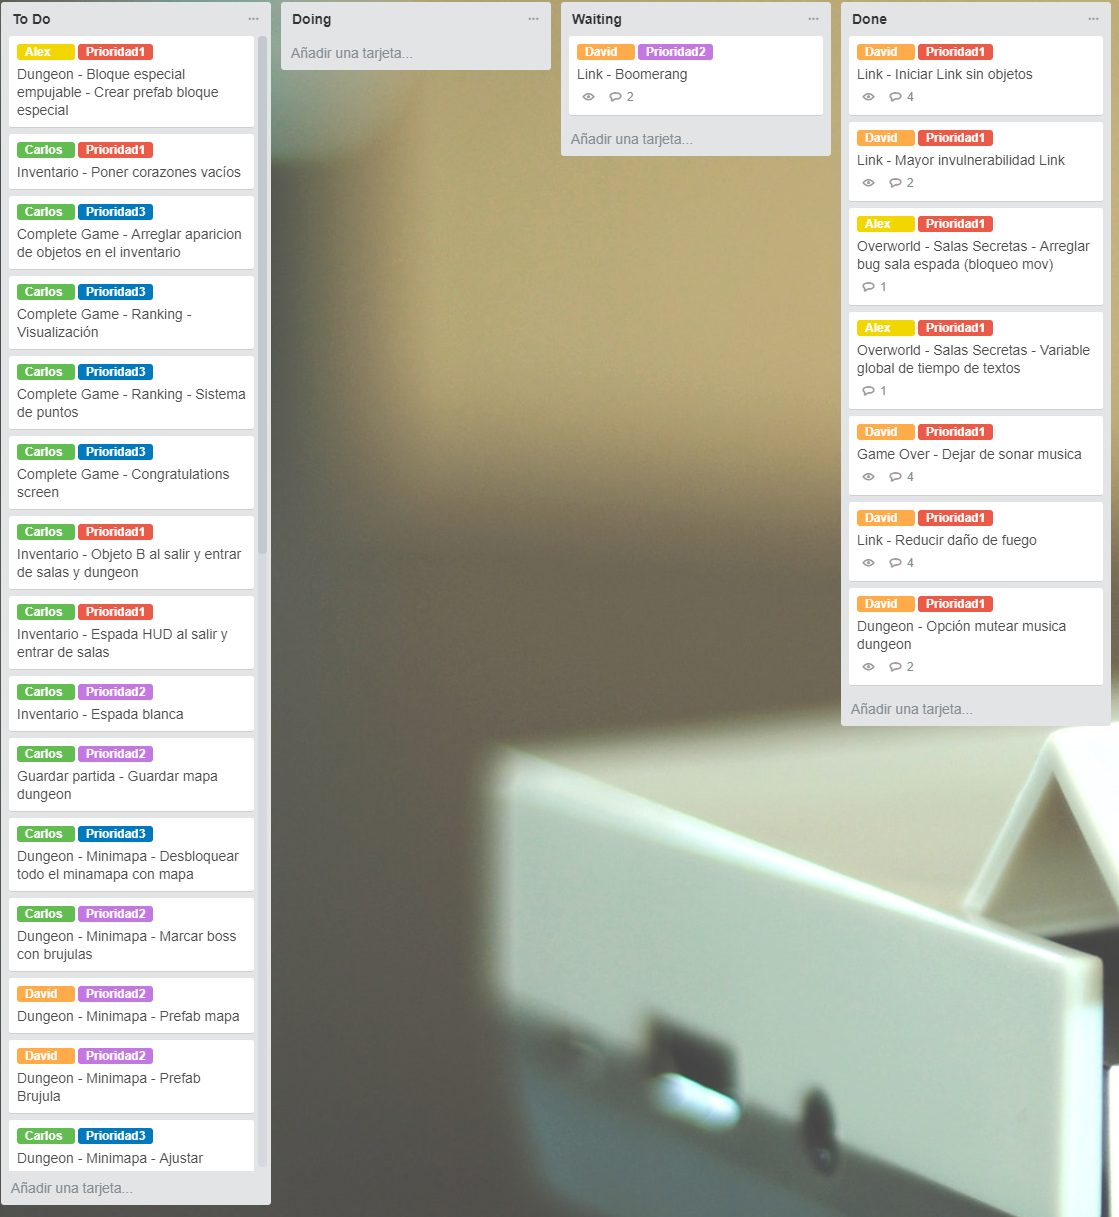 To Do
Alex Prioridad1
Dungeon - Bloque especial
empujable - Crear prefab bloque
especial
Carlos Prioridad1
Inventario - Poner corazones vacíos
Carlos Prioridad3
Complete Game - Arreglar aparicion
de objetos en el inventario
Carlos Prioridad3
Complete Game - Ranking -
Visualización
Carlos Prioridad3
Complete Game - Ranking - Sistema
de puntos
Carlos Prioridad3
Complete Game - Congratulations
screen
Carlos Prioridad1
Inventario - Objeto B al salir y entrar
de salas y dungeon
Carlos Prioridad1
Inventario - Espada HUD al salir y
entrar de salas
Carlos Prioridad2
Inventario - Espada blanca
Carlos Prioridad2
Guardar partida - Guardar mapa
dungeon
Carlos Prioridad3
Dungeon - Minimapa - Desbloquear
todo el minamapa con mapa
Carlos Prioridad2
Dungeon - Minimapa - Marcar boss
con brujulas
David Prioridad2
Dungeon - Minimapa - Prefab mapa
David Prioridad2
Dungeon - Minimapa - Prefab
Brujula
Carlos Prioridad3
Dungeon - Minimapa - Ajustar
Añadir una tarjeta...
Doing
Añadir una tarjeta...
Waiting
David Prioridad2
Link - Boomerang
2
Añadir una tarjeta...
Done
David Prioridad1
Link - Iniciar Link sin objetos
4
David Prioridad1
Link - Mayor invulnerabilidad Link
2
Alex Prioridad1
Overworld - Salas Secretas - Arreglar
bug sala espada (bloqueo mov)
1
Alex Prioridad1
Overworld - Salas Secretas - Variable
global de tiempo de textos
1
David Prioridad1
Game Over - Dejar de sonar musica
4
David Prioridad1
Link - Reducir daño de fuego
4
David Prioridad1
Dungeon - Opción mutear musica
dungeon
2
Añadir una tarjeta...